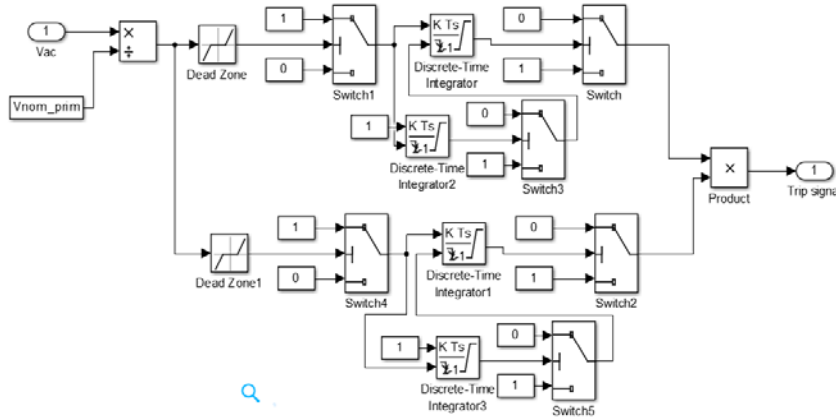 1
Vac
×
÷
Vnom_prim
Dead Zone
1
0
Switch1
K Ts
z-1
Discrete-Time
Integrator
0
1
Switch
1
K Ts
z-1
Discrete-Time
Integrator2
0
1
Switch3
×
Product
1
Trip signa
Dead Zone1
1
0
Switch4
K Ts
z-1
Discrete-Time
Integrator1
0
1
Switch2
1
K Ts
z-1
Discrete-Time
Integrator3
0
1
Switch5